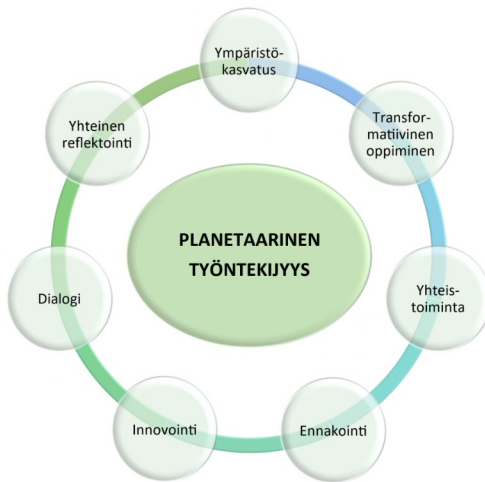 Ympäristö-
kasvatus
Transfor-
matiivinen
oppiminen
Yhteis-
toiminta
Ennakointi
Innovointi
Dialogi
Yhteinen
reflektointi
PLANETAARINEN
TYÖNTEKIJYYS